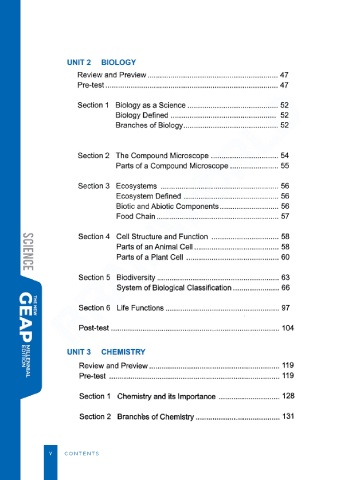 UNIT 2 BIOLOGY
Review and Preview ............................................................. 47
Pre-test ................................................................................. 47
Section 1 Biology as a Science ........................................... 52
Biology Defined .................................................. 52
Branches of Biology............................................. 52
Section 2 The Compound Microscope ................................ 54
Parts of a Compound Microscope ....................... 55
Section 3 Ecosystems ........................................................ 56
Ecosystem Defined ............................................. 56
Biotic and Abiotic Components............................ 56
Food Chain .......................................................... 57
Section 4 Cell Structure and Function ................................ 58
Parts of an Animal Cell ........................................ 58
Parts of a Plant Cell ............................................ 60
Section 5 Biodiversity .......................................................... 63
System of Biological Classification ...................... 66
Section 6 Life Functions ...................................................... 97
Post-test ................................................................................ 104
UNIT 3 CHEMISTRY
Review and Preview .............................................................. 119
Pre-test ................................................................................. 119
Section 1 Chemistry and its Importance ............................. 128
Section 2 Branches of Chemistry ........................................ 131
SCIENCE
THE NEW
GEAP
MILLENNIAL
EDITION
V CONTENTS